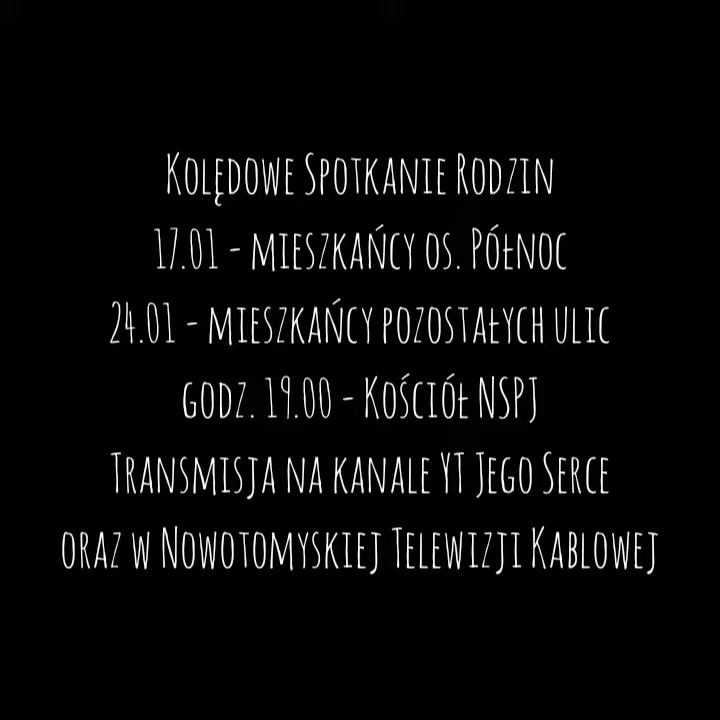 Kolędowe Spotkanie Rodzin
17.01 - mieszkańcy os. Północ
24.01 - mieszkańcy pozostałych ulic
godz. 19.00 - Kościół NSPJ
Transmisja na kanale YT Jego Serce
oraz w Nowotomyskiej Telewizji Kablowej